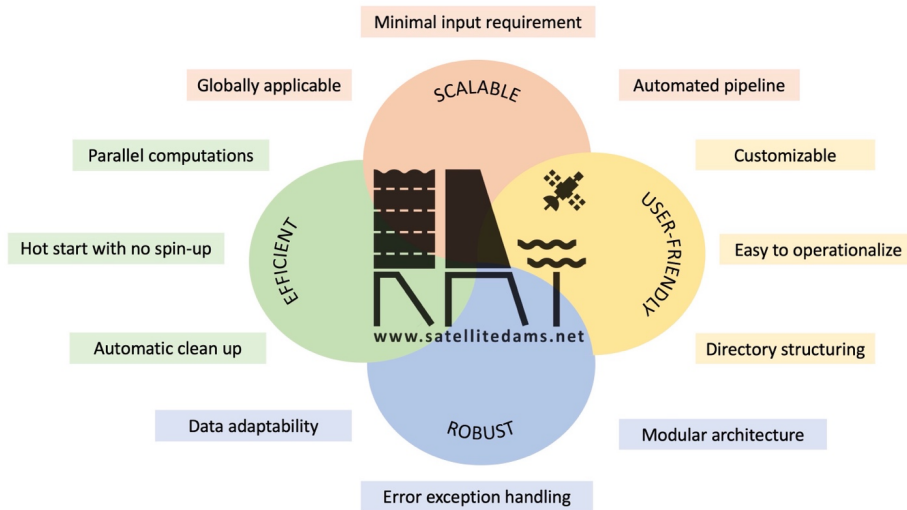 Minimal input requirement
Globally applicable
SCALABLE
Automated pipeline
Parallel computations
Customizable
Hot start with no spin-up
EFFICIENT
USER-FRIENDLY
Easy to operationalize
RAT
www.satellitedams.net
Automatic clean up
Directory structuring
Data adaptability
ROBUST
Modular architecture
Error exception handling